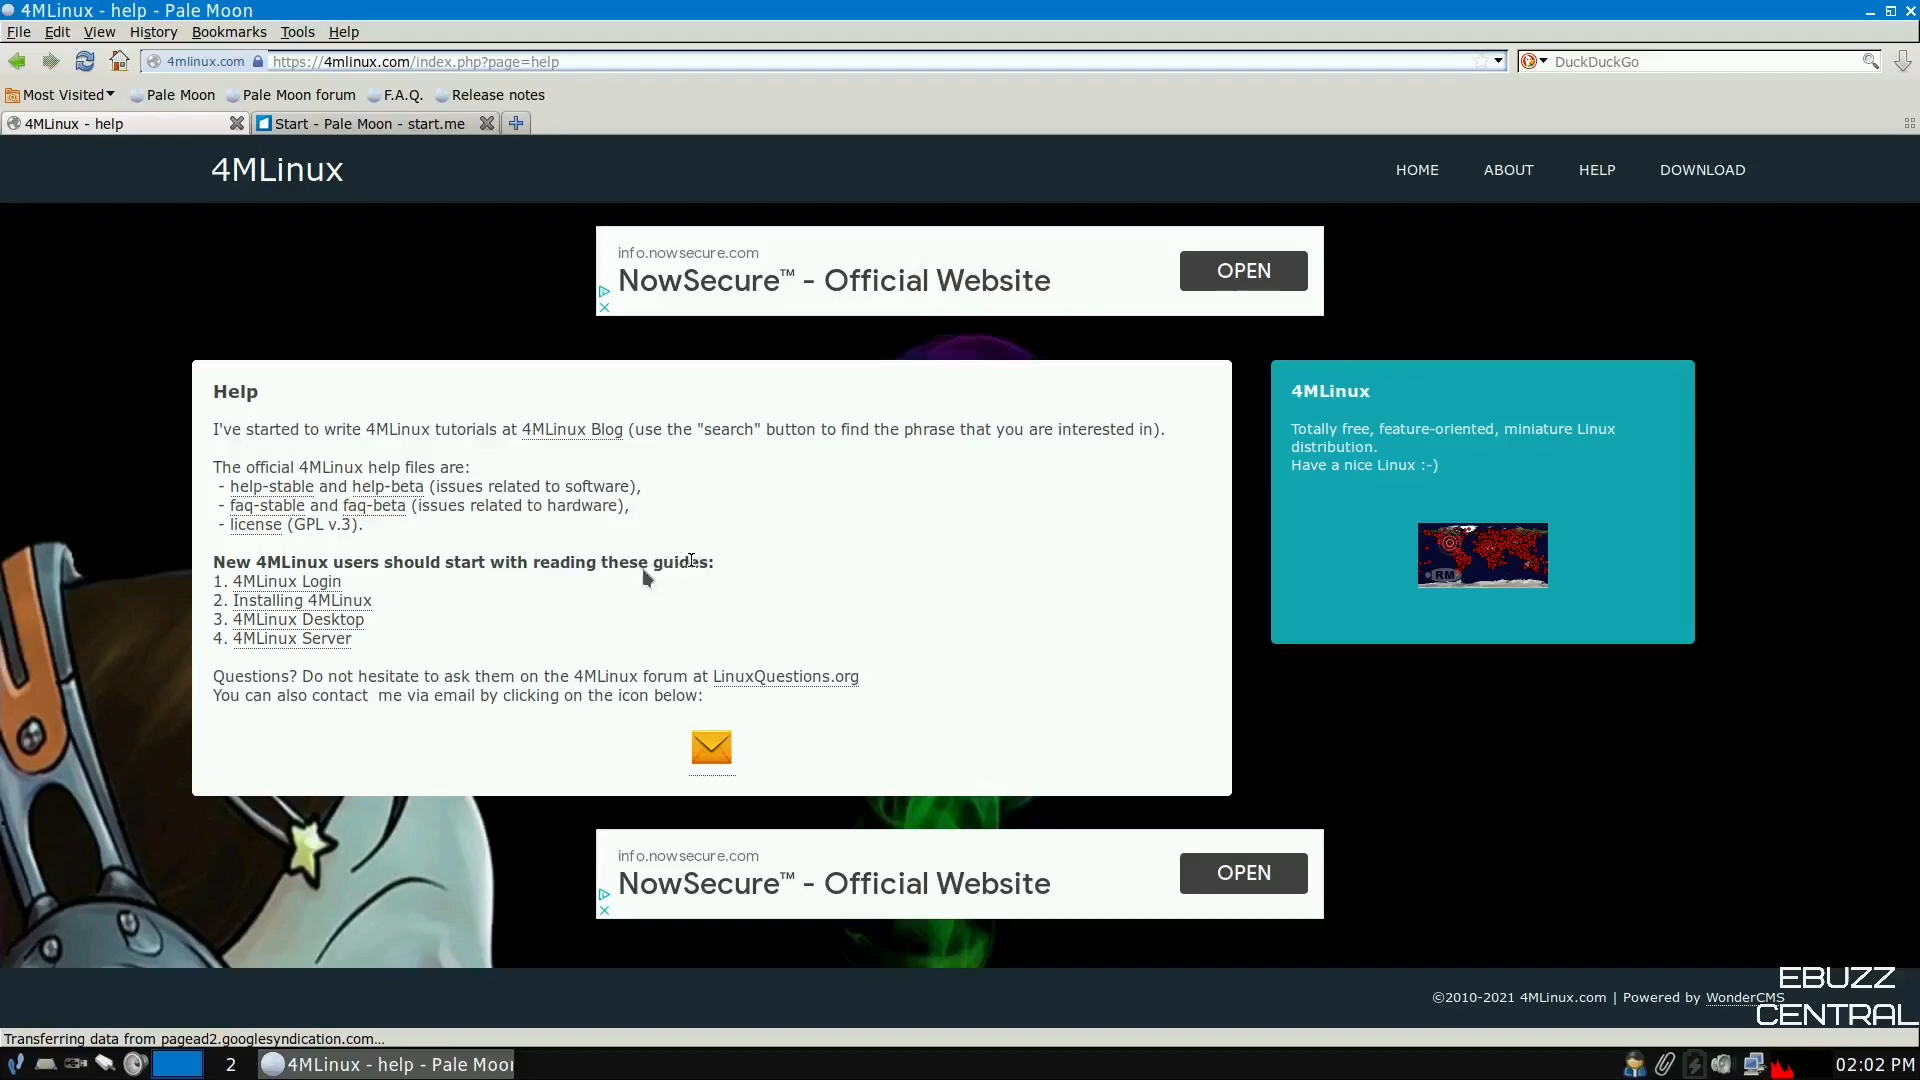 4MLinux - help - Pale Moon
File Edit View History Bookmarks Tools Help
4mlinux.com https://4mlinux.com/index.php?page=help DuckDuckGo
Most Visited Pale Moon Pale Moon forum F.A.Q. Release notes
4MLinux - help Start - Pale Moon - start.me
4MLinux HOME ABOUT HELP DOWNLOAD
info.nowsecure.com
NowSecure™ - Official Website OPEN
Help
I've started to write 4MLinux tutorials at 4MLinux Blog (use the "search" button to find the phrase that you are interested in).
The official 4MLinux help files are:
- help-stable and help-beta (issues related to software),
- faq-stable and faq-beta (issues related to hardware),
- license (GPL v.3).
New 4MLinux users should start with reading these guides:
1. 4MLinux Login
2. Installing 4MLinux
3. 4MLinux Desktop
4. 4MLinux Server
Questions? Do not hesitate to ask them on the 4MLinux forum at LinuxQuestions.org
You can also contact me via email by clicking on the icon below:
4MLinux
Totally free, feature-oriented, miniature Linux
distribution.
Have a nice Linux :-)
RM
info.nowsecure.com
NowSecure™ - Official Website OPEN
©2010-2021 4MLinux.com | Powered by WonderCMS
EBUZZ
CENTRAL
Transferring data from pagead2.googlesyndication.com...
2 4MLinux - help - Pale Moon 02:02 PM